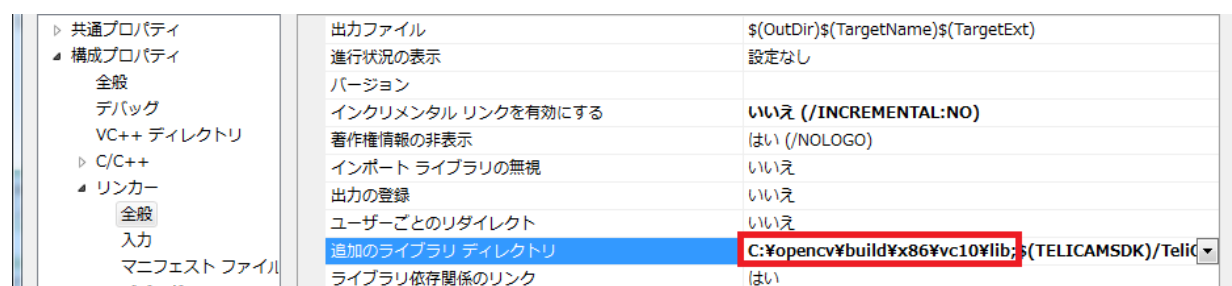 共通プロパティ
構成プロパティ
全般
デバッグ
VC++ ディレクトリ
C/C++
リンカー
全般
入力
マニフェスト ファイル
出力ファイル $(OutDir)$(TargetName)$(TargetExt)
進行状況の表示 設定なし
バージョン
インクリメンタル リンクを有効にする いいえ (/INCREMENTAL:NO)
著作権情報の非表示 はい (/NOLOGO)
インポート ライブラリの無視 いいえ
出力の登録 いいえ
ユーザーごとのリダイレクト いいえ
追加のライブラリ ディレクトリ C:¥opencv¥build¥x86¥vc10¥lib;$(TELICAMSDK)/Teli
ライブラリ依存関係のリンク はい